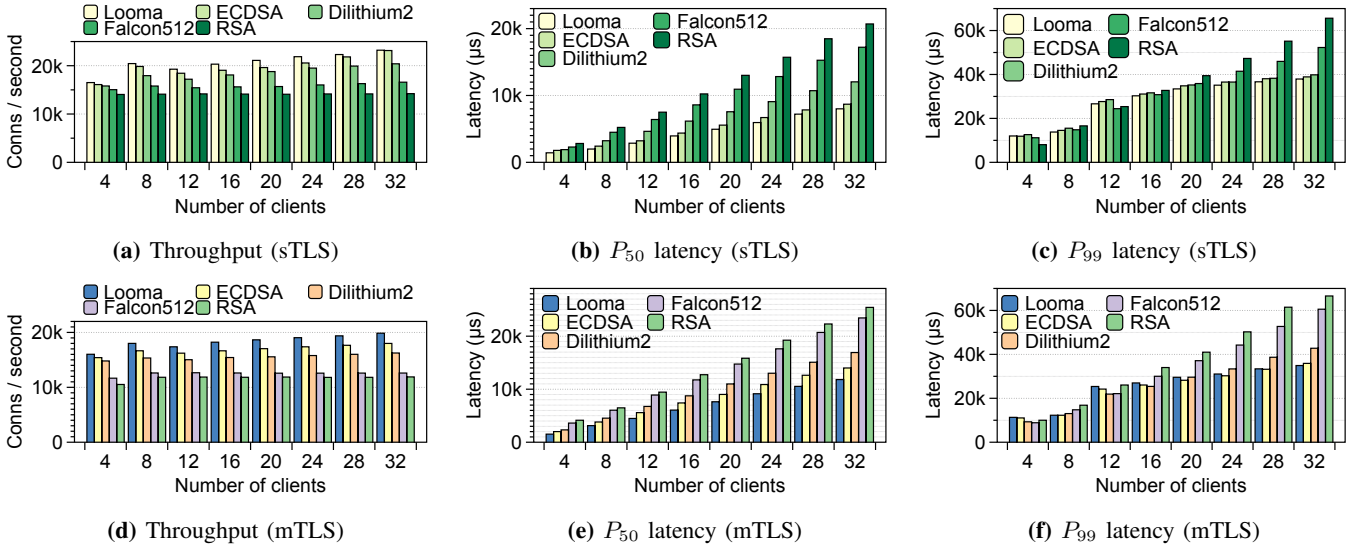 Looma ECDSA Dilithium2
Falcon512 RSA
Conns / second
20k
10k
0
4 8 12 16 20 24 28 32
Number of clients
(a) Throughput (sTLS)
Looma Falcon512
ECDSA RSA
Dilithium2
Latency (µs)
20k
10k
0
4 8 12 16 20 24 28 32
Number of clients
(b) P50 latency (sTLS)
Looma Falcon512
ECDSA RSA
Dilithium2
Latency (µs)
60k
40k
20k
0
4 8 12 16 20 24 28 32
Number of clients
(c) P99 latency (sTLS)
Looma ECDSA Dilithium2
Falcon512 RSA
Conns / second
20k
10k
0
4 8 12 16 20 24 28 32
Number of clients
(d) Throughput (mTLS)
Looma Falcon512
ECDSA RSA
Dilithium2
Latency (µs)
20k
10k
0
4 8 12 16 20 24 28 32
Number of clients
(e) P50 latency (mTLS)
Looma Falcon512
ECDSA RSA
Dilithium2
Latency (µs)
60k
40k
20k
0
4 8 12 16 20 24 28 32
Number of clients
(f) P99 latency (mTLS)